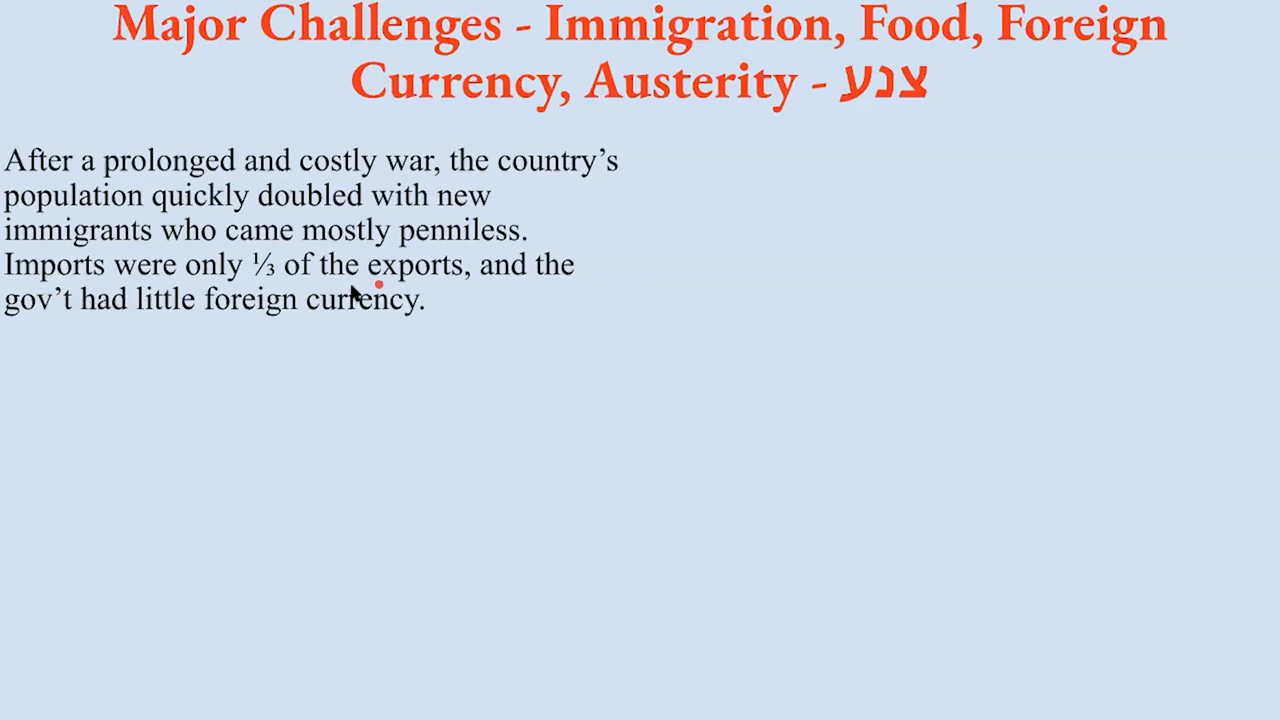 Major Challenges - Immigration, Food, Foreign
Currency, Austerity - צנע
After a prolonged and costly war, the country’s
population quickly doubled with new
immigrants who came mostly penniless.
Imports were only ⅓ of the exports, and the
gov’t had little foreign currency.